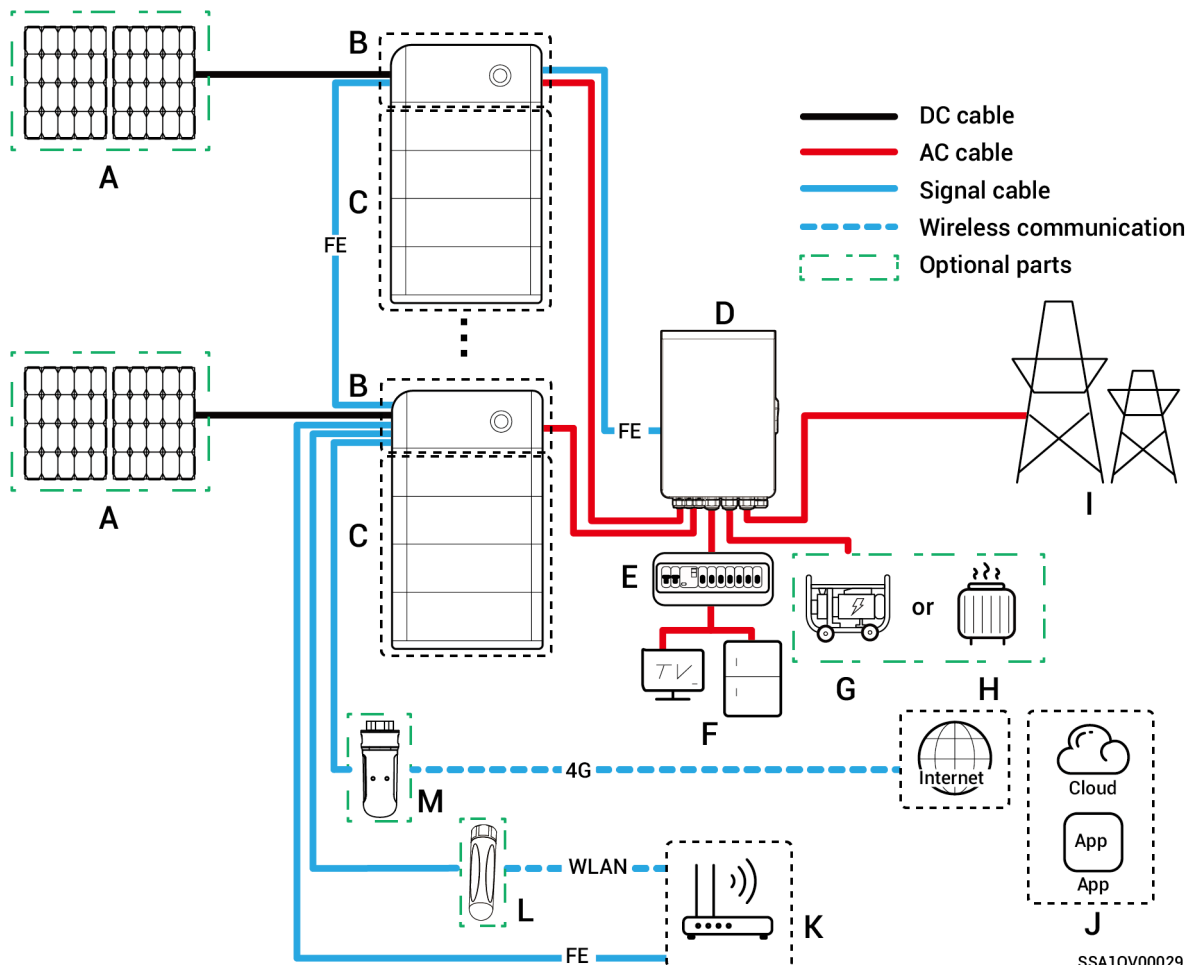 B
A
C
FE
DC cable
AC cable
Signal cable
Wireless communication
Optional parts
D
I
B
A
C
FE
E
or
TV
F
G
H
M
4G
Internet
Cloud
App
App
J
L
WLAN
K
FE
SSA1OV00029